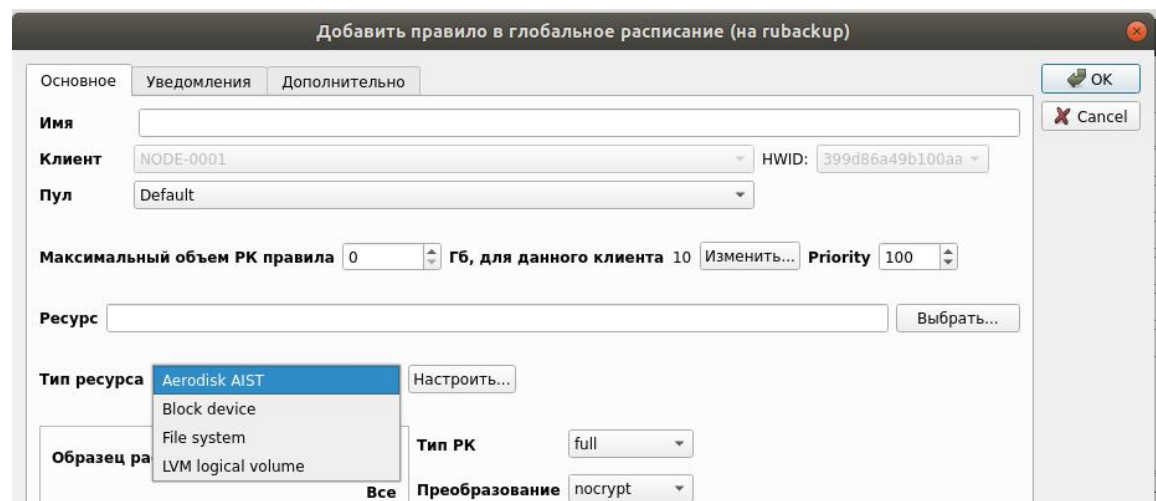 Добавить правило в глобальное расписание (на rubackup)
Основное Уведомления Дополнительно OK
Имя Cancel
Клиент NODE-0001 HWID: 399d86a49b100aa
Пул Default
Максимальный объем РК правила 0 Гб, для данного клиента 10 Изменить... Priority 100
Ресурс Выбрать...
Тип ресурса Aerodisk AIST Настроить...
Block device
File system Тип РК full
Образец ра
LVM logical volume
Все Преобразование nocrypt